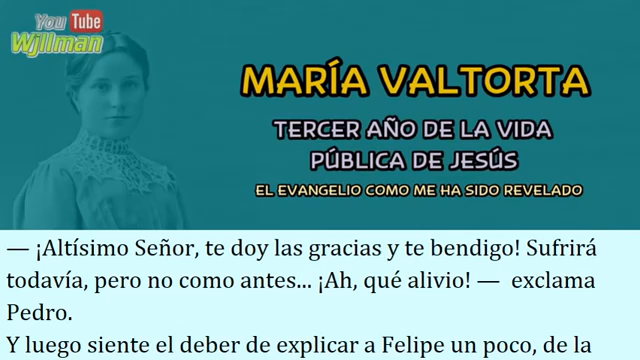 You Tube
Wjllman
MARÍA VALTORTA
TERCER AÑO DE LA VIDA
PÚBLICA DE JESÚS
EL EVANGELIO COMO ME HA SIDO REVELADO
— ¡Altísimo Señor, te doy las gracias y te bendigo! Sufrirá
todavía, pero no como antes... ¡Ah, qué alivio! — exclama
Pedro.
Y luego siente el deber de explicar a Felipe un poco, de la